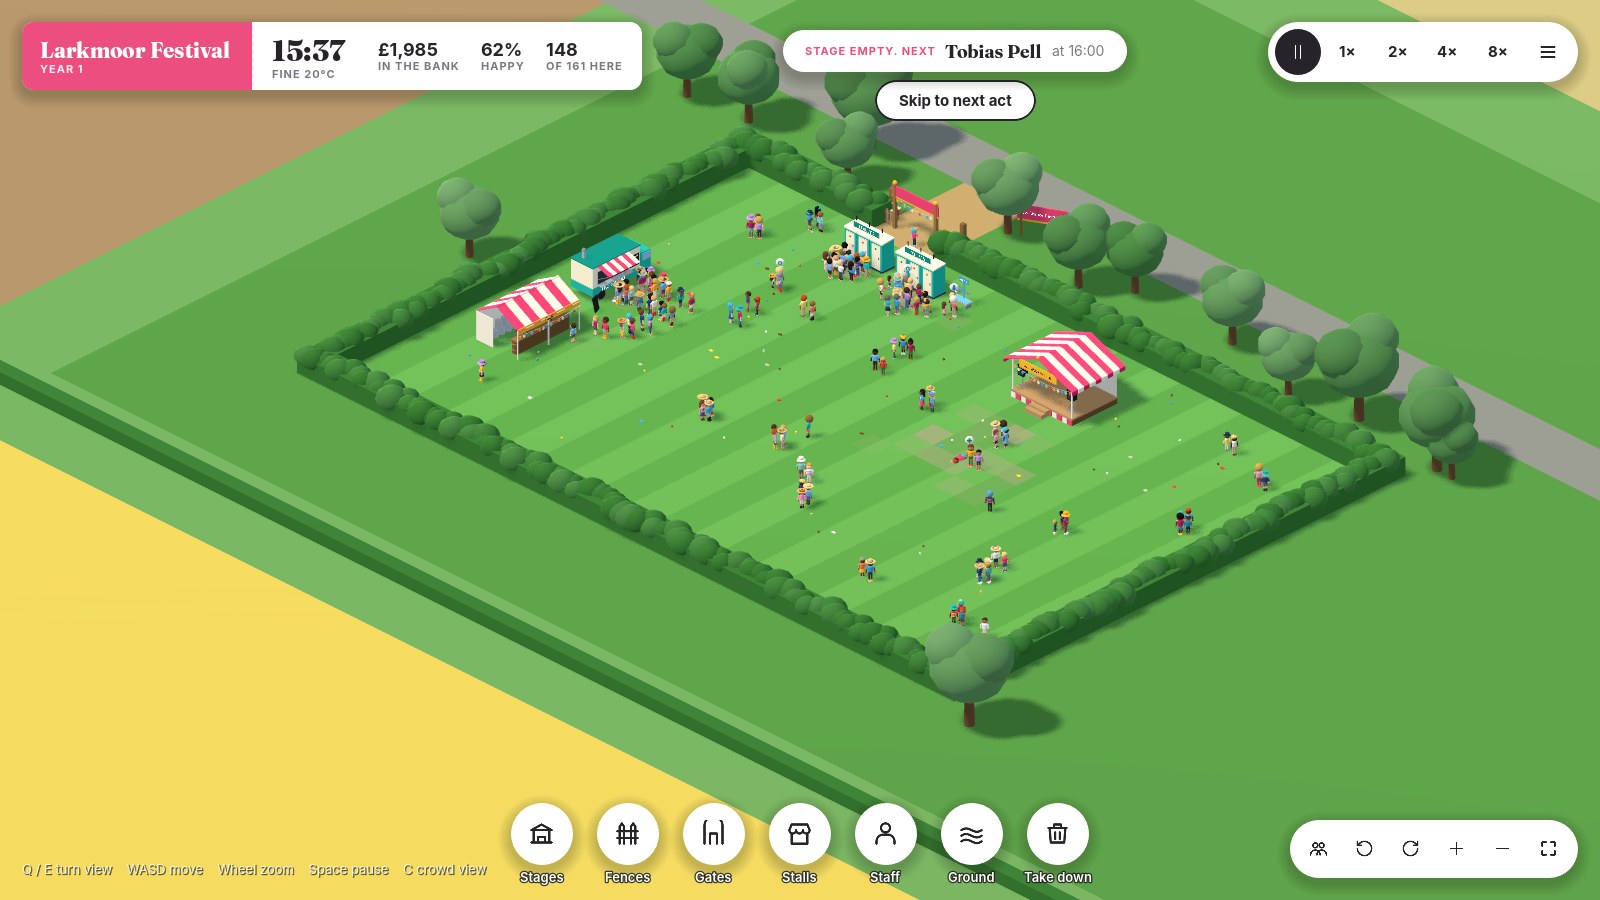 Larkmoor Festival
YEAR 1
15:37
FINE 20°C
£1,985
IN THE BANK
62%
HAPPY
148
OF 161 HERE
STAGE EMPTY. NEXT Tobias Pell at 16:00
Skip to next act
1×
2×
4×
8×
Q / E turn view
WASD move
Wheel zoom
Space pause
C crowd view
Stages
Fences
Gates
Stalls
Staff
Ground
Take down